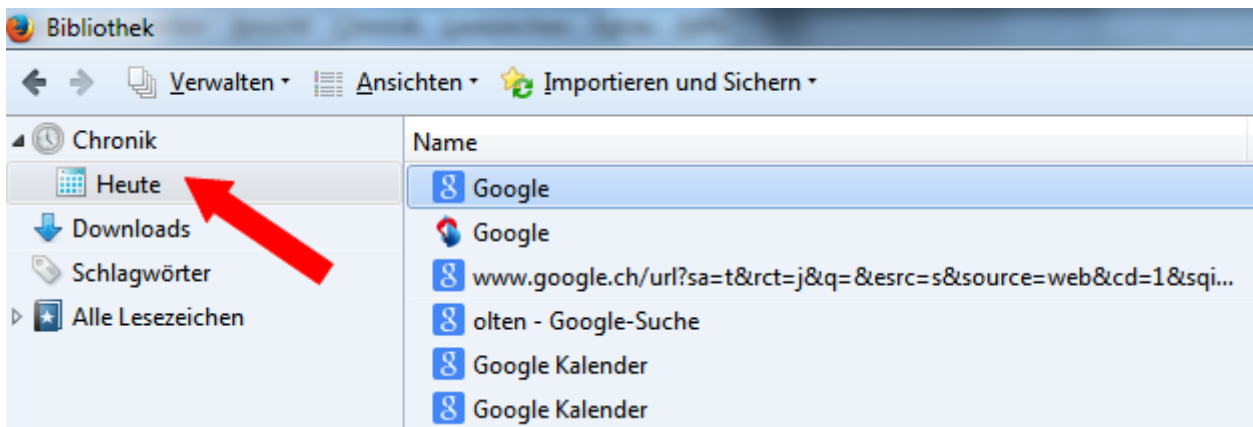 Bibliothek
Verwalten Ansichten Importieren und Sichern
Chronik
Heute
Downloads
Schlagwörter
Alle Lesezeichen
Name
Google
Google
www.google.ch/url?sa=t&rct=j&q=&esrc=s&source=web&cd=1&sqi...
olten - Google-Suche
Google Kalender
Google Kalender